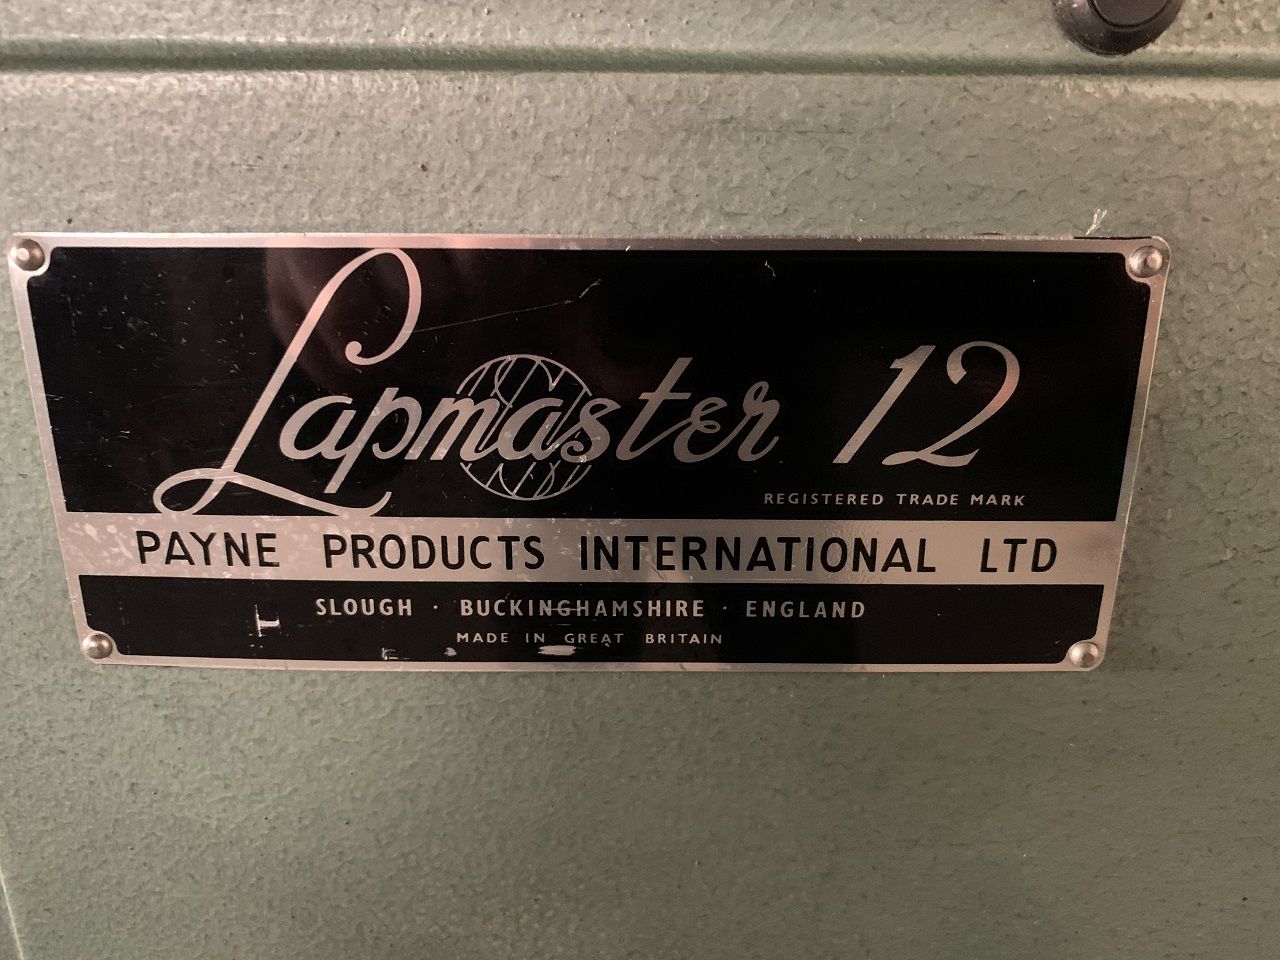 Lapmaster 12
REGISTERED TRADE MARK
PAYNE PRODUCTS INTERNATIONAL LTD
SLOUGH · BUCKINGHAMSHIRE · ENGLAND
MADE IN GREAT BRITAIN